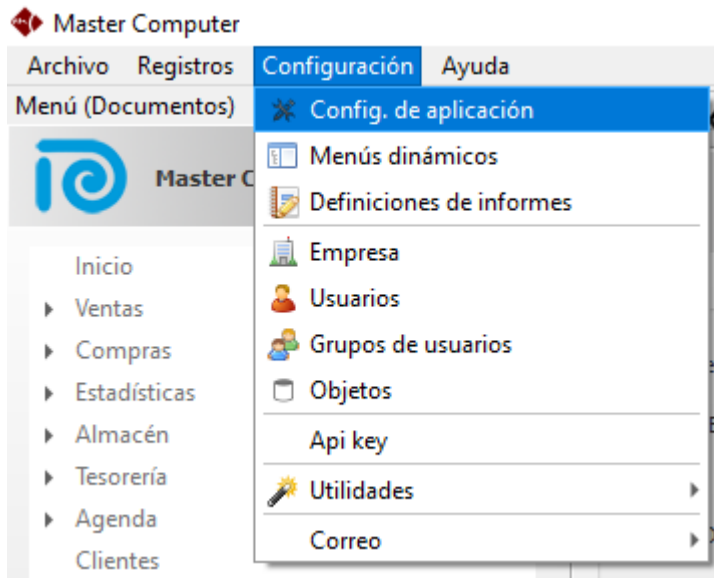 Master Computer
Archivo Registros Configuración Ayuda
Menú (Documentos)
Config. de aplicación
Menús dinámicos
Definiciones de informes
Empresa
Usuarios
Grupos de usuarios
Objetos
Api key
Utilidades
Correo
Master C
Inicio
Ventas
Compras
Estadísticas
Almacén
Tesorería
Agenda
Clientes